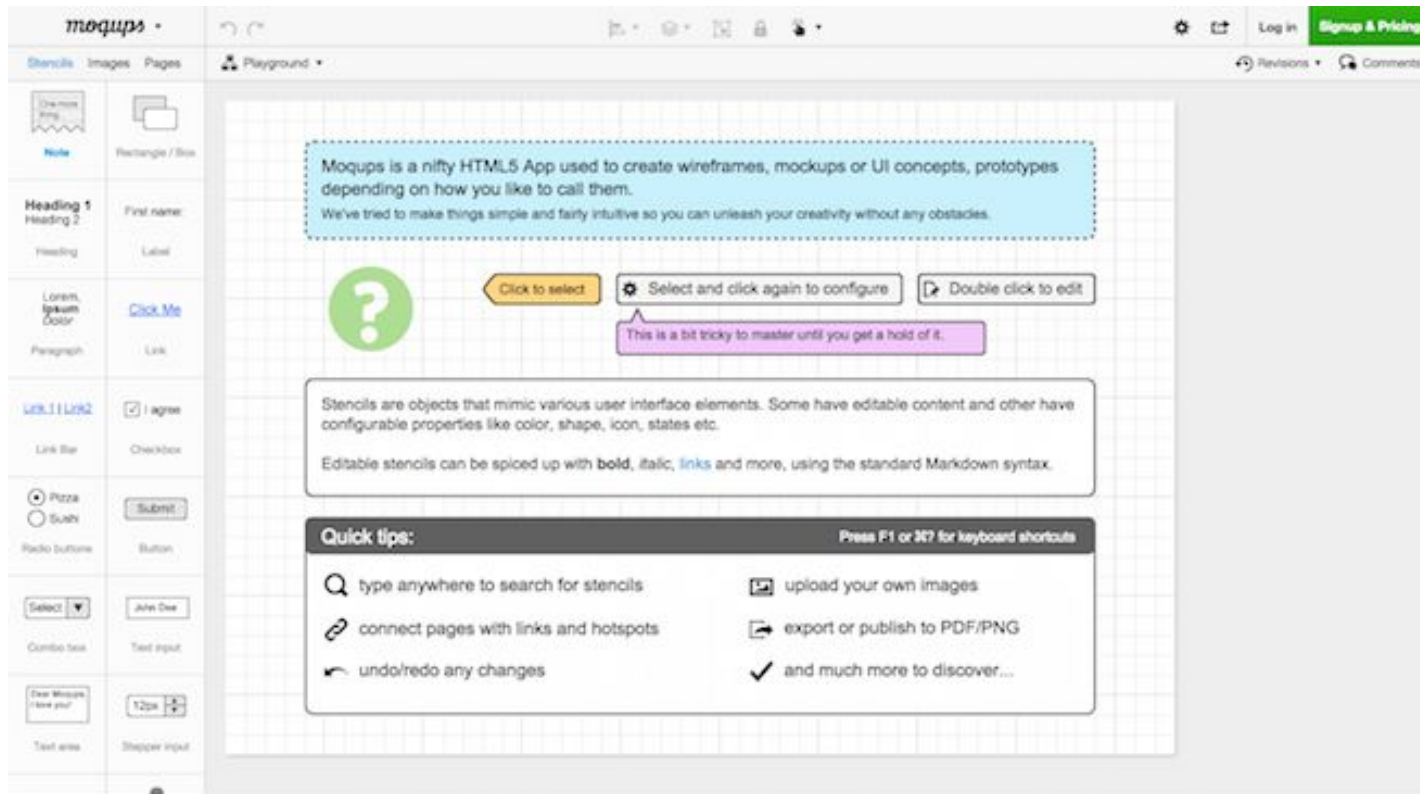 moqups
Log in
Signup & Pricing
Stencils Images Pages
Playground
Revisions
Comments
One more
thing
Note
Rectangle / Box
Heading 1
Heading 2
Heading
First name:
Label
Lorem,
Ipsum
Dolor
Paragraph
Click Me
Link
Link 1 | Link2
Link Bar
I agree
Checkbox
Pizza
Sushi
Radio buttons
Submit
Button
Select
Combo box
John Doe
Text input
Dear Moqups,
I love you!
Text area
12px
Stepper input
Moqups is a nifty HTML5 App used to create wireframes, mockups or UI concepts, prototypes
depending on how you like to call them.
We've tried to make things simple and fairly intuitive so you can unleash your creativity without any obstacles.
?
Click to select
Select and click again to configure
Double click to edit
This is a bit tricky to master until you get a hold of it.
Stencils are objects that mimic various user interface elements. Some have editable content and other have
configurable properties like color, shape, icon, states etc.
Editable stencils can be spiced up with bold, italic, links and more, using the standard Markdown syntax.
Quick tips:
Press F1 or ⌘? for keyboard shortcuts
type anywhere to search for stencils
upload your own images
connect pages with links and hotspots
export or publish to PDF/PNG
undo/redo any changes
and much more to discover...